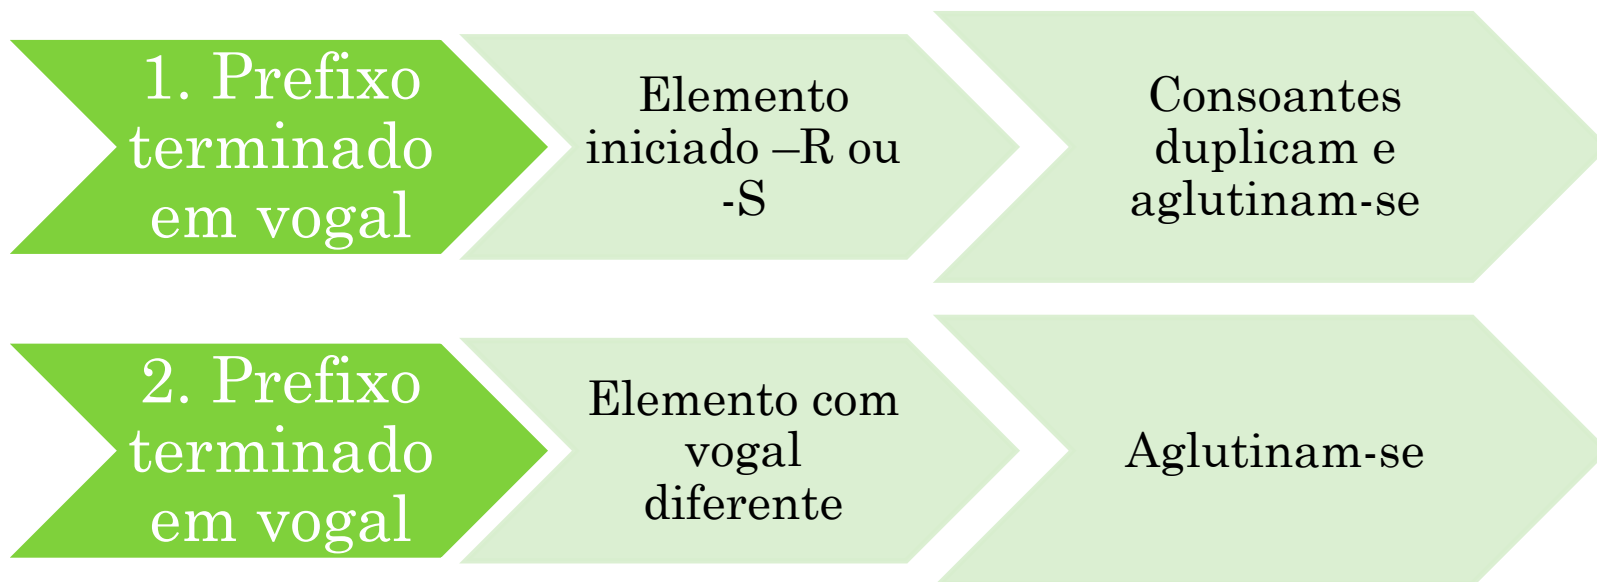 1. Prefixo
terminado
em vogal
Elemento
iniciado –R ou
-S
Consoantes
duplicam e
aglutinam-se
2. Prefixo
terminado
em vogal
Elemento com
vogal
diferente
Aglutinam-se